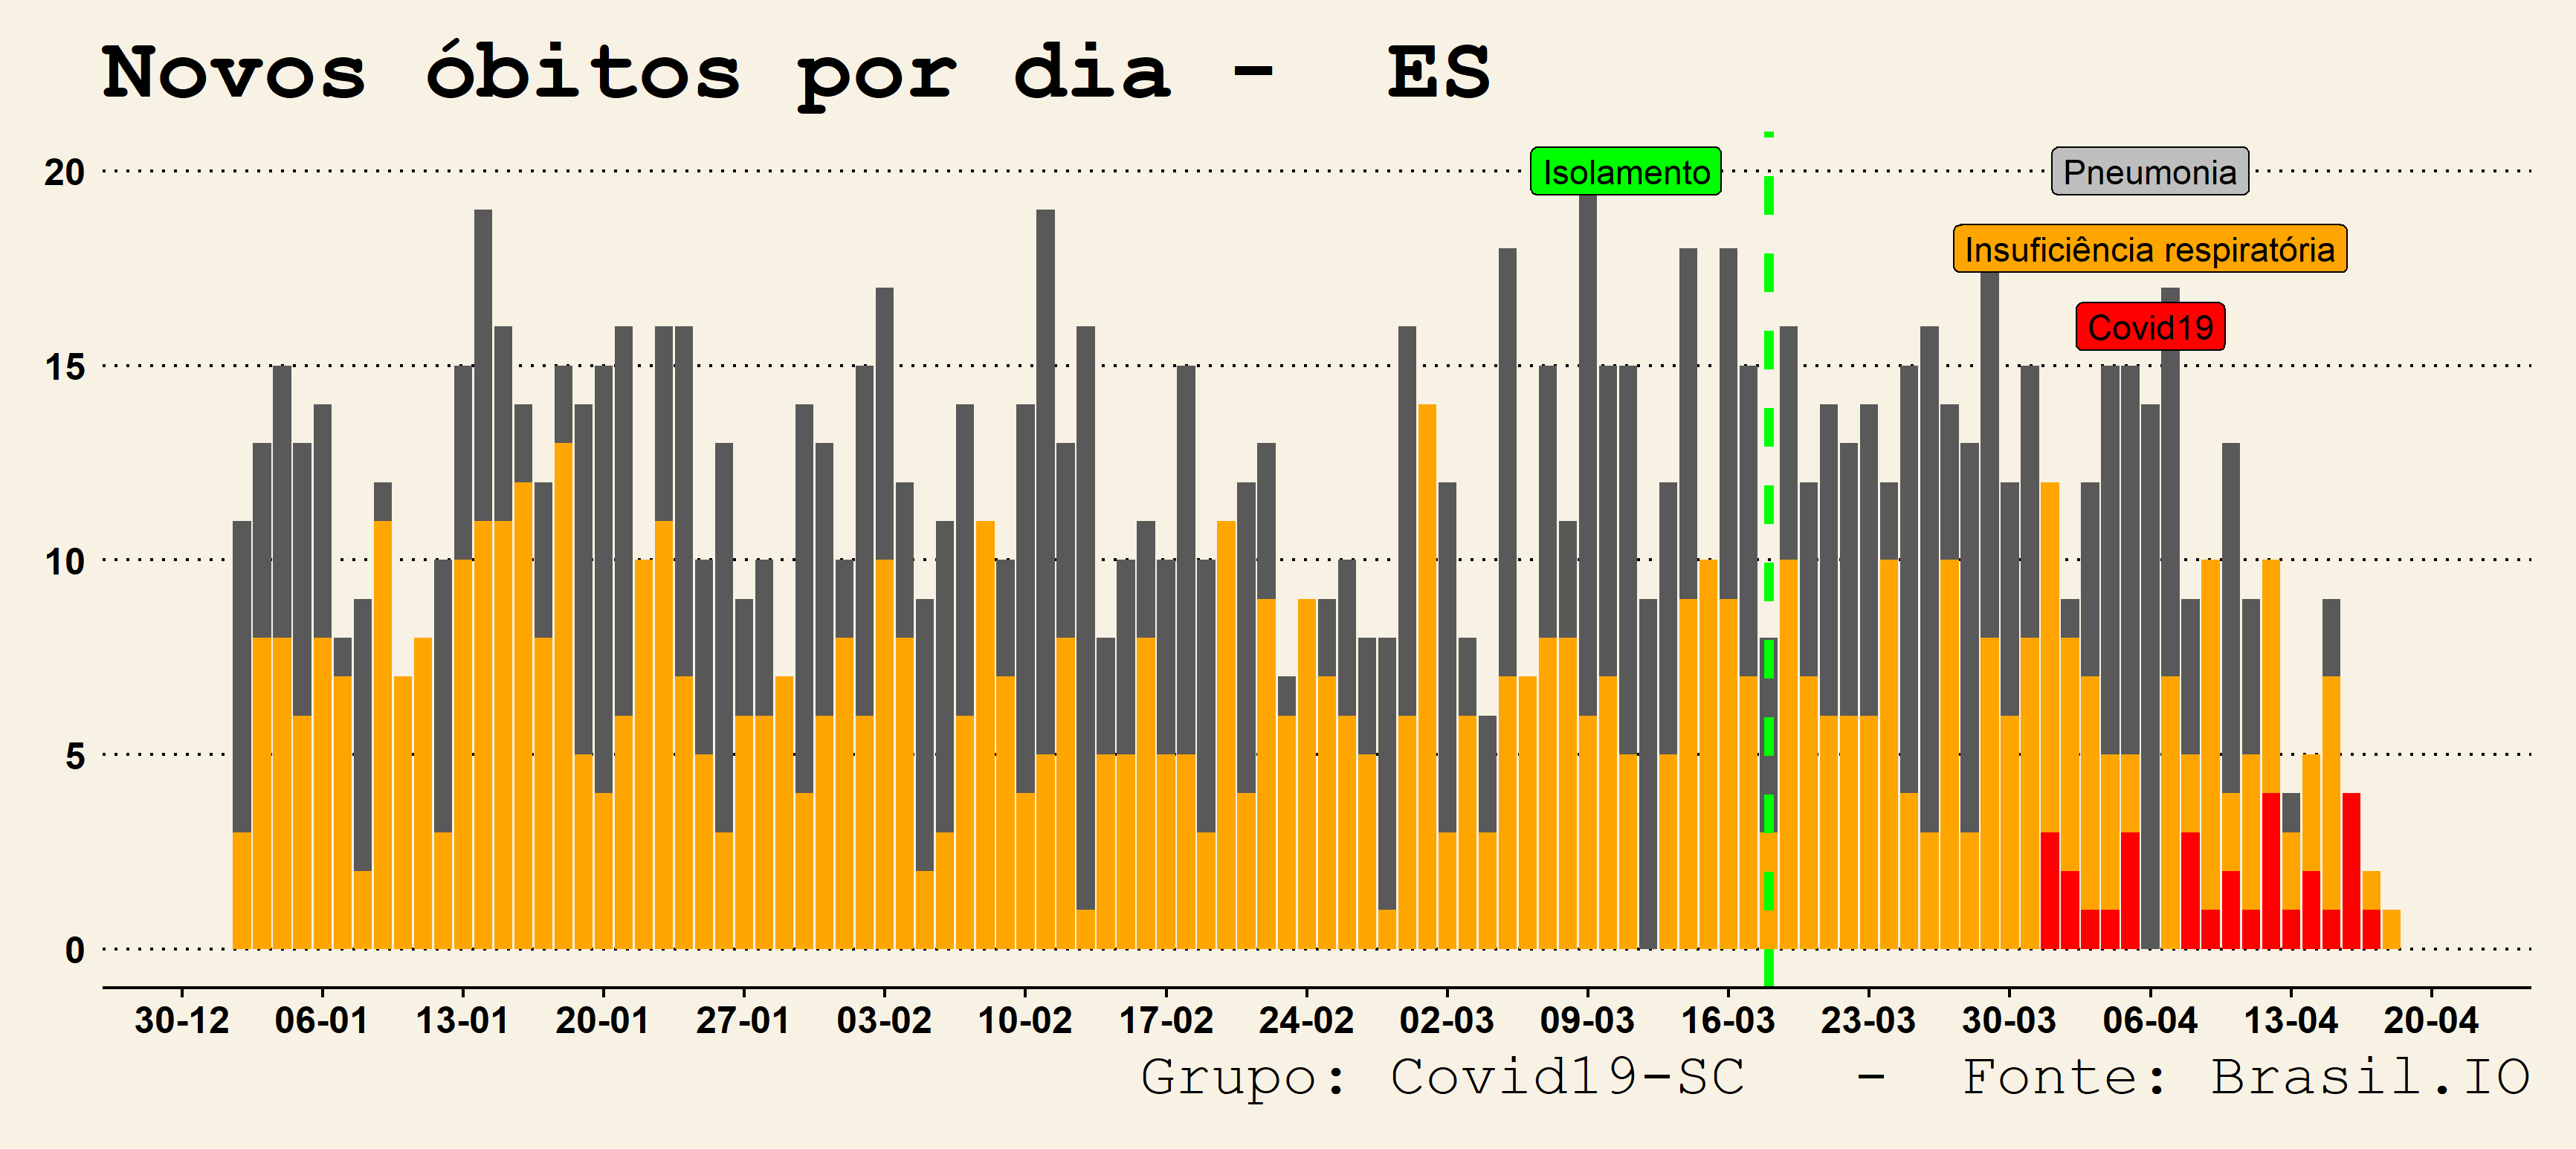 Novos óbitos por dia - ES
20
Isolamento
Pneumonia
Insuficiência respiratória
Covid19
15
10
5
0
30-12 06-01 13-01 20-01 27-01 03-02 10-02 17-02 24-02 02-03 09-03 16-03 23-03 30-03 06-04 13-04 20-04
Grupo: Covid19-SC - Fonte: Brasil.IO